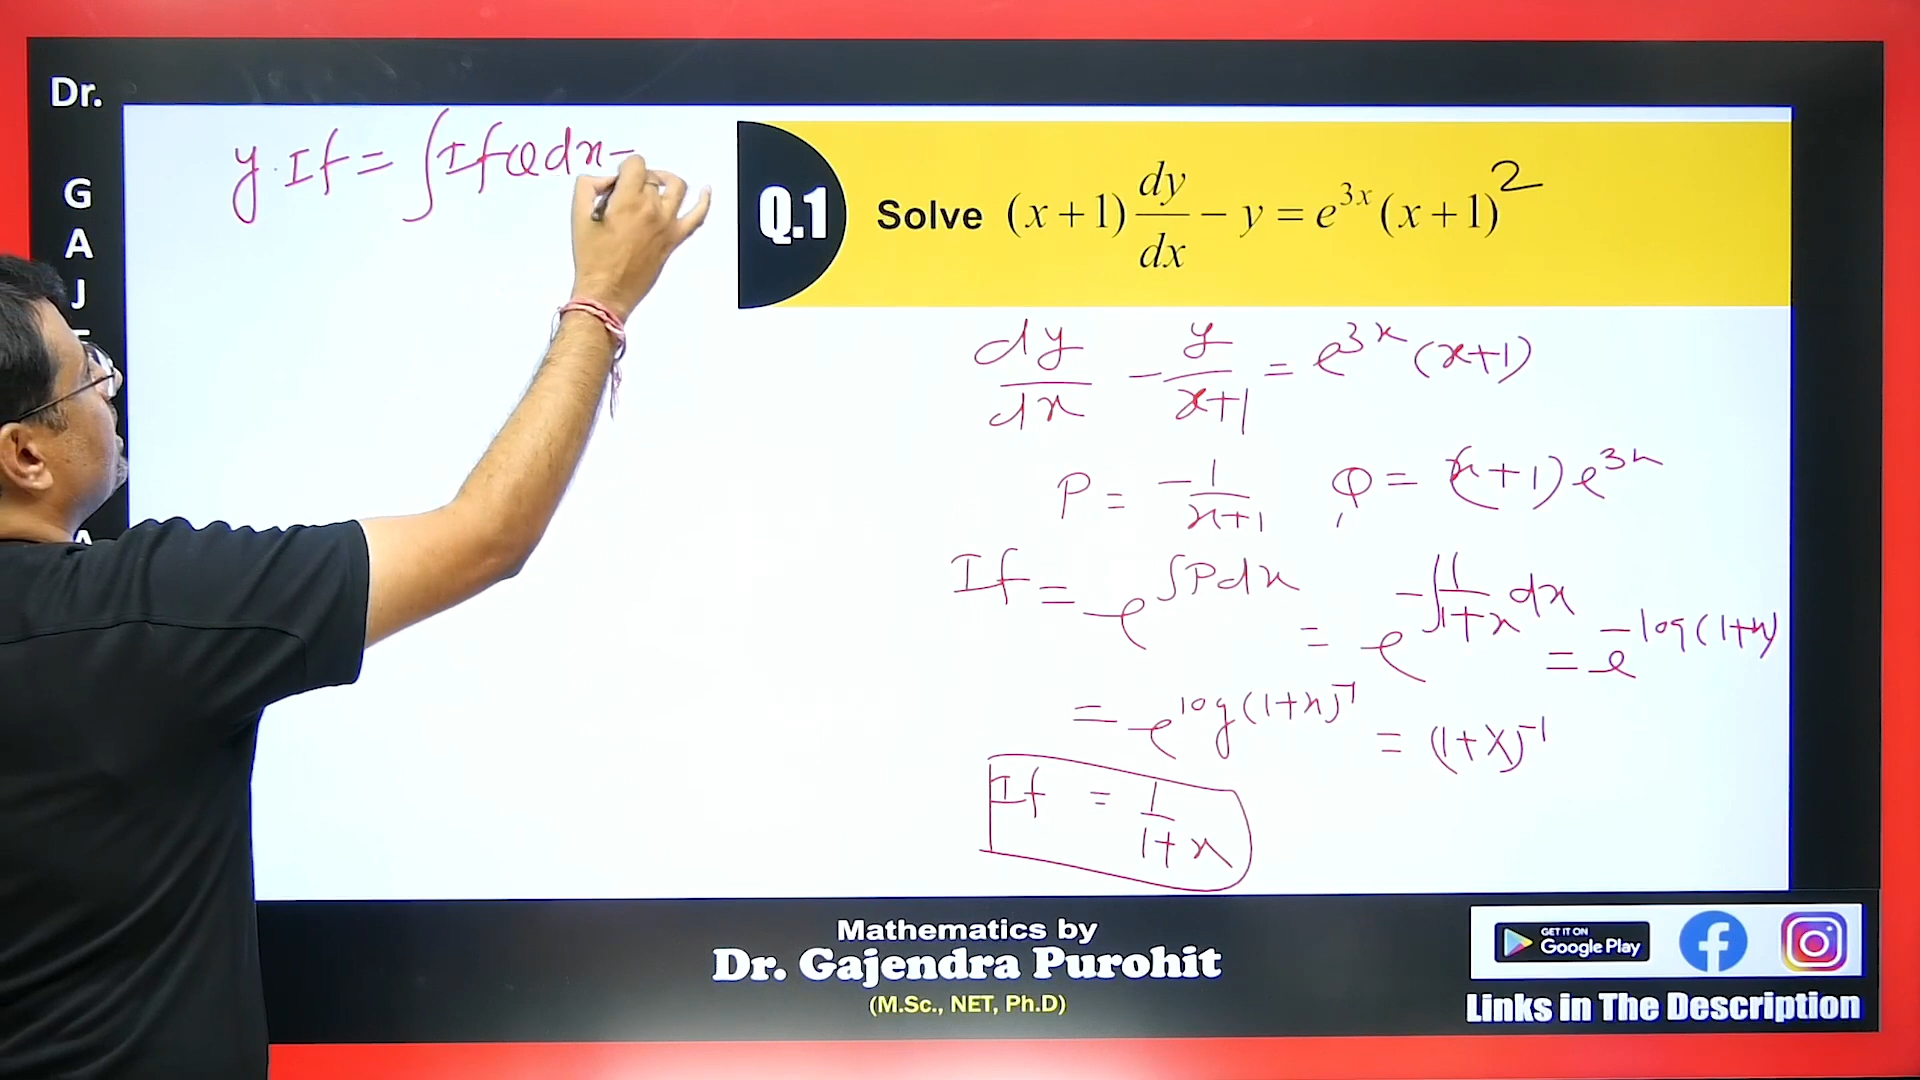 Dr.
G
A
J
A
y · If = ∫ If Q dx =
Q.1
Solve (x+1) dy/dx − y = e^{3x}(x+1)^2
dy/dx − y/(x+1) = e^{3x} (x+1)
P = −1/(x+1)  Q = (x+1) e^{3x}
If = e^{∫Pdx} = e^{−∫ 1/(1+x) dx} = e^{−log(1+x)}
= e^{log(1+x)^{-1}} = (1+x)^{-1}
If = 1/(1+x)
Mathematics by
Dr. Gajendra Purohit
(M.Sc., NET, Ph.D)
GET IT ON
Google Play
Links in The Description